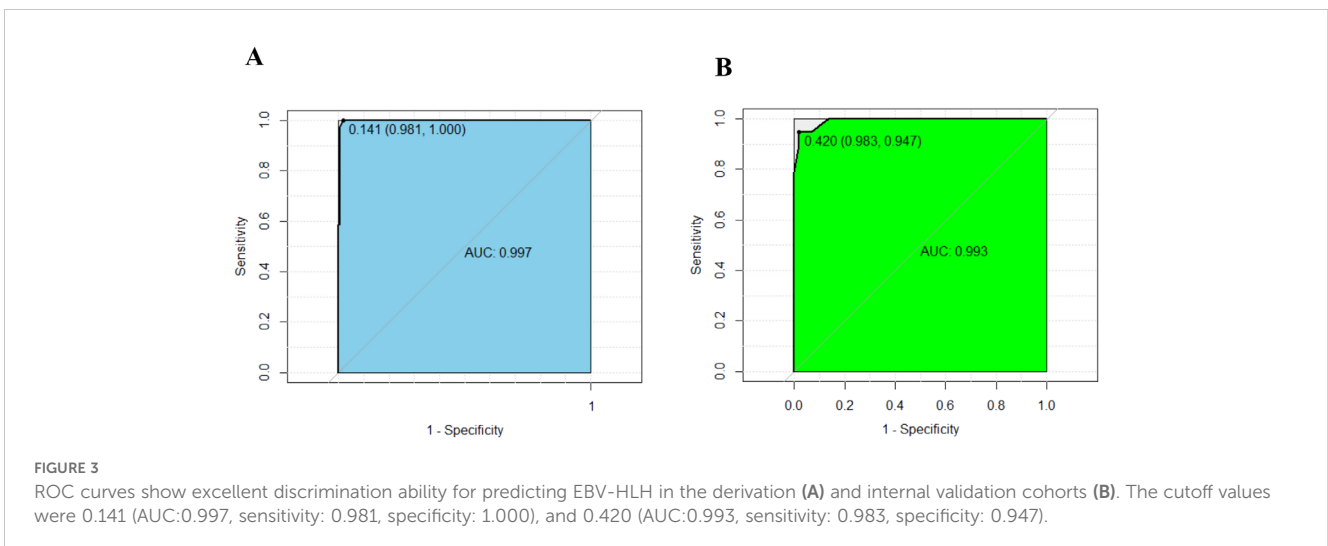 A
B
1.0
0.8
0.6
0.4
0.2
0.0
Sensitivity
0.141 (0.981, 1.000)
AUC: 0.997
1
1 - Specificity
1.0
0.8
0.6
0.4
0.2
0.0
Sensitivity
0.420 (0.983, 0.947)
AUC: 0.993
0.0 0.2 0.4 0.6 0.8 1.0
1 - Specificity
FIGURE 3
ROC curves show excellent discrimination ability for predicting EBV-HLH in the derivation (A) and internal validation cohorts (B). The cutoff values
were 0.141 (AUC:0.997, sensitivity: 0.981, specificity: 1.000), and 0.420 (AUC:0.993, sensitivity: 0.983, specificity: 0.947).